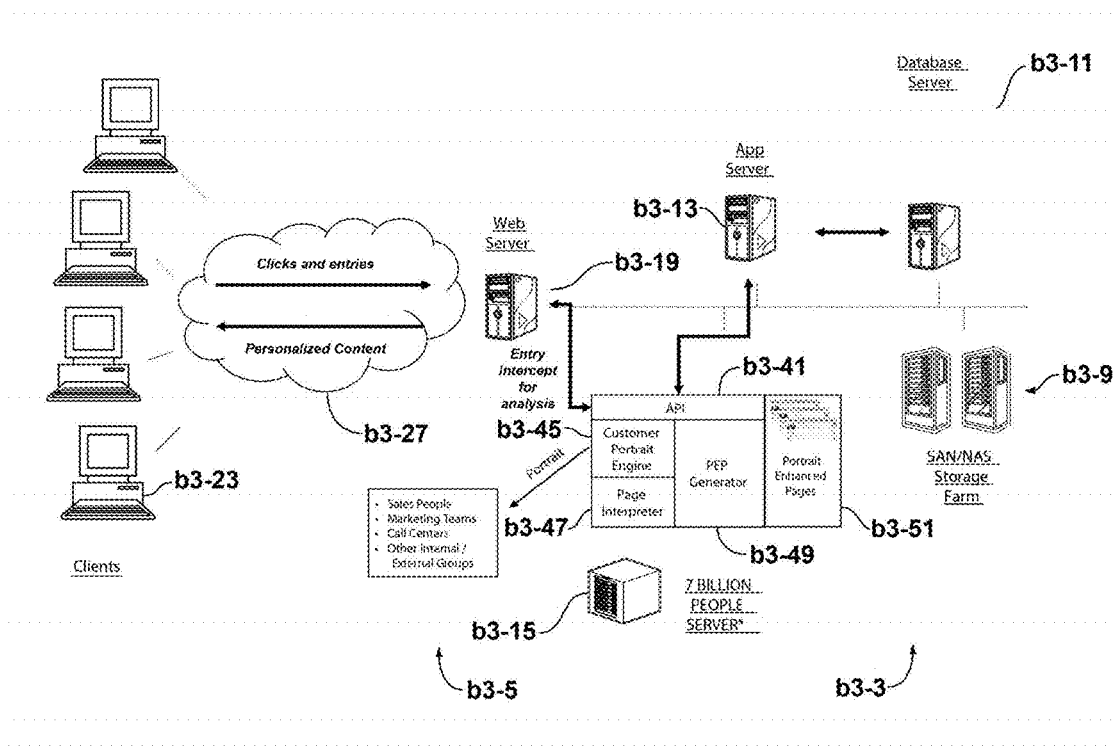 Database
Server
b3-11
App
Server
b3-13
Web
Server
b3-19
Clicks and entries
Personalized Content
Entry
intercept
for
analysis
b3-41
b3-9
API
b3-45
Customer
Portrait
Engine
PEP
Generator
Portrait
Enhanced
Pages
SAN/NAS
Storage
Farm
b3-27
b3-23
Portrait
Page
Interpreter
b3-47
b3-51
b3-49
• Sales People
• Marketing Teams
• Call Centers
• Other Internal /
External Groups
Clients
b3-15
7 BILLION
PEOPLE
SERVER*
b3-5
b3-3